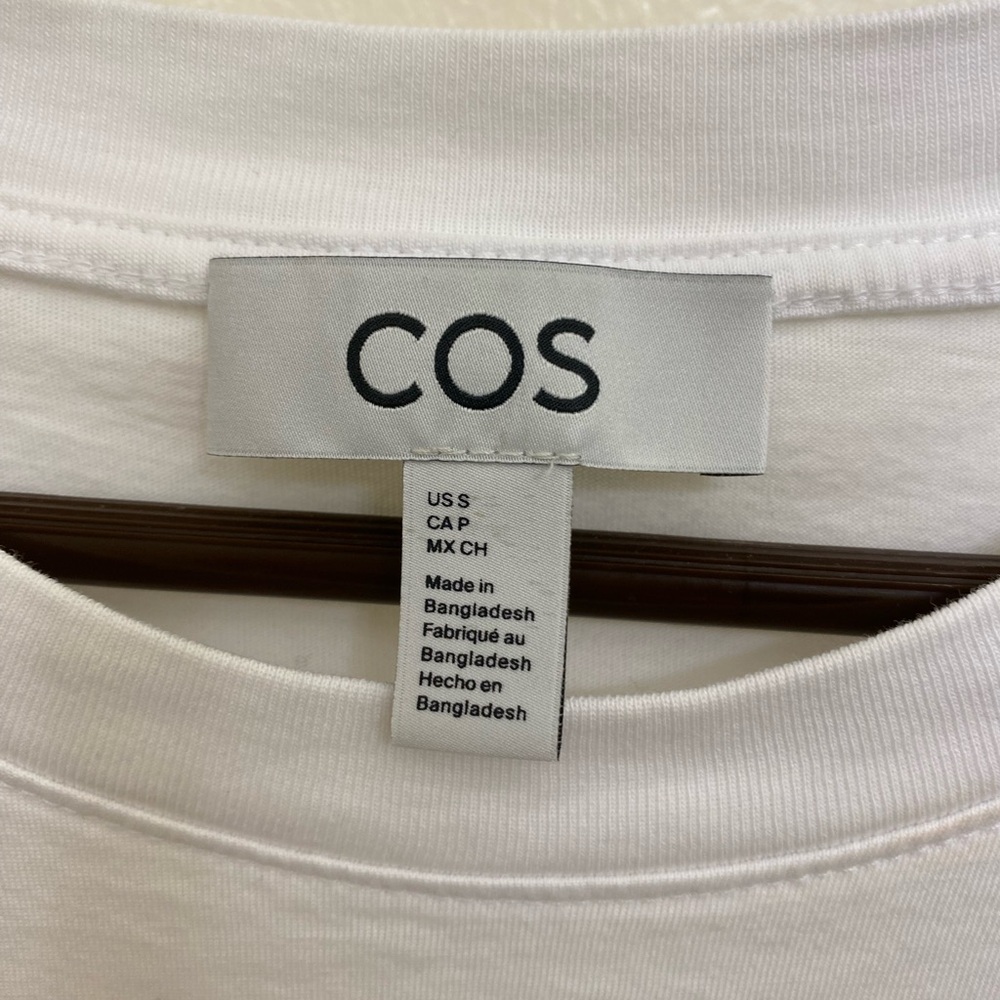 COS
US S
CA P
MX CH
Made in
Bangladesh
Fabriqué au
Bangladesh
Hecho en
Bangladesh